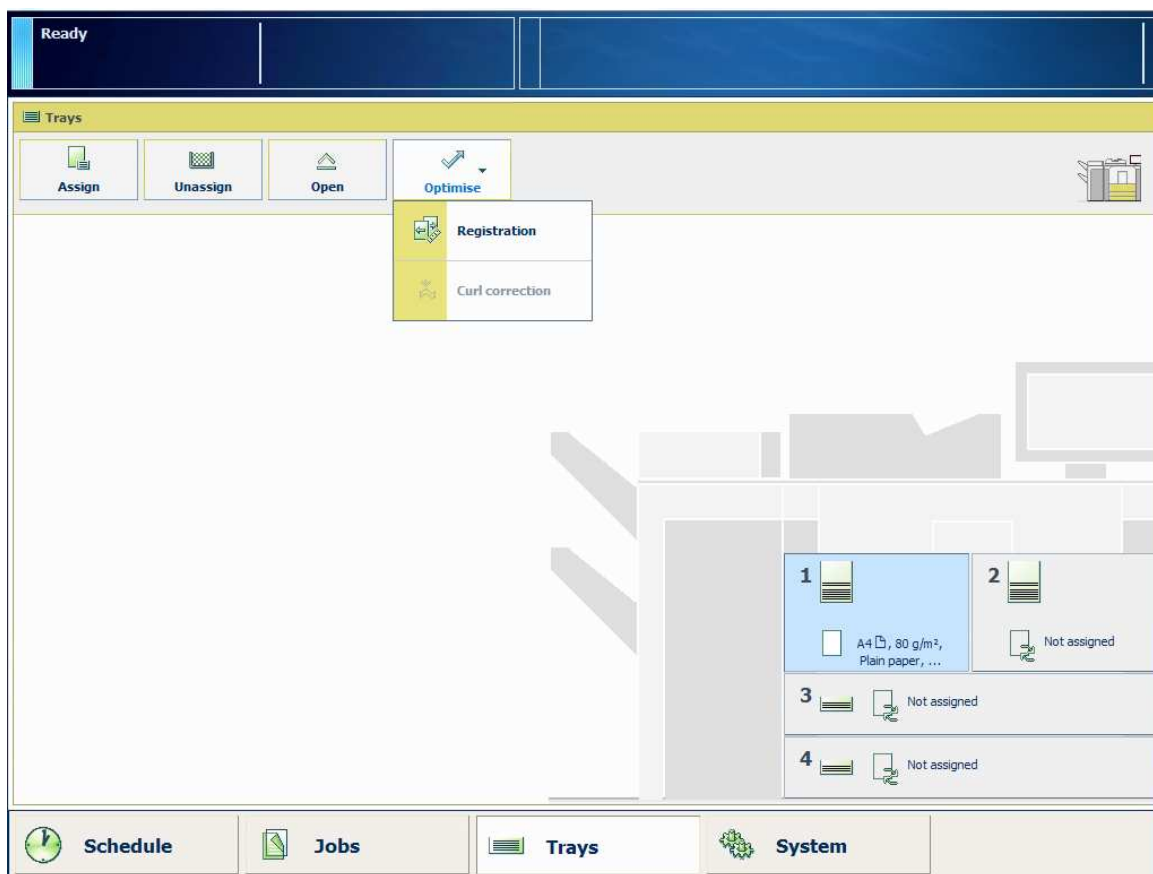 Ready
Trays
Assign
Unassign
Open
Optimise
Registration
Curl correction
1
2
A4 , 80 g/m²,
Plain paper, ...
Not assigned
3
Not assigned
4
Not assigned
Schedule
Jobs
Trays
System